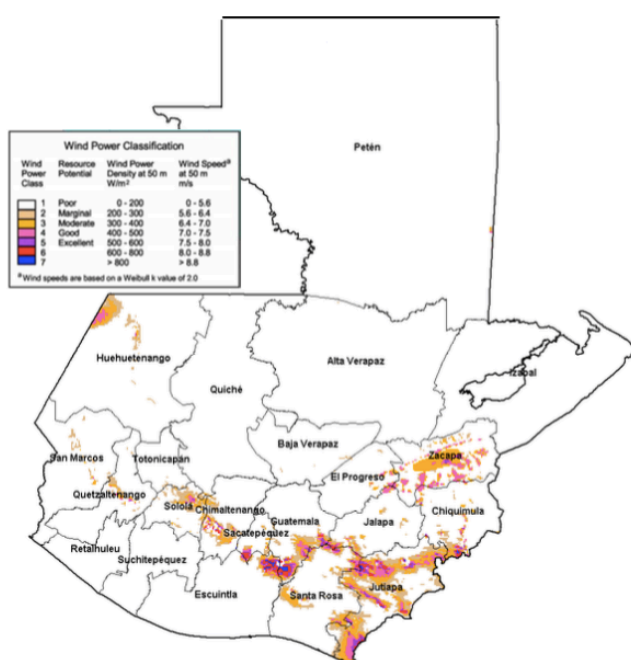 Petén
Wind Power Classification
Wind Power Class Resource Potential Wind Power Density at 50 m W/m² Wind Speedª at 50 m m/s
1 Poor 0 - 200 0 - 5.6
2 Marginal 200 - 300 5.6 - 6.4
3 Moderate 300 - 400 6.4 - 7.0
4 Good 400 - 500 7.0 - 7.5
5 Excellent 500 - 600 7.5 - 8.0
6 600 - 800 8.0 - 8.8
7 > 800 > 8.8
ª Wind speeds are based on a Weibull k value of 2.0
Huehuetenango
Alta Verapaz
Izabal
Quiché
Baja Verapaz
San Marcos
Totonicapán
El Progreso
Zacapa
Quetzaltenango
Sololá
Chimaltenango
Guatemala
Jalapa
Chiquimula
Sacatepéquez
Retalhuleu
Suchitepéquez
Escuintla
Santa Rosa
Jutiapa